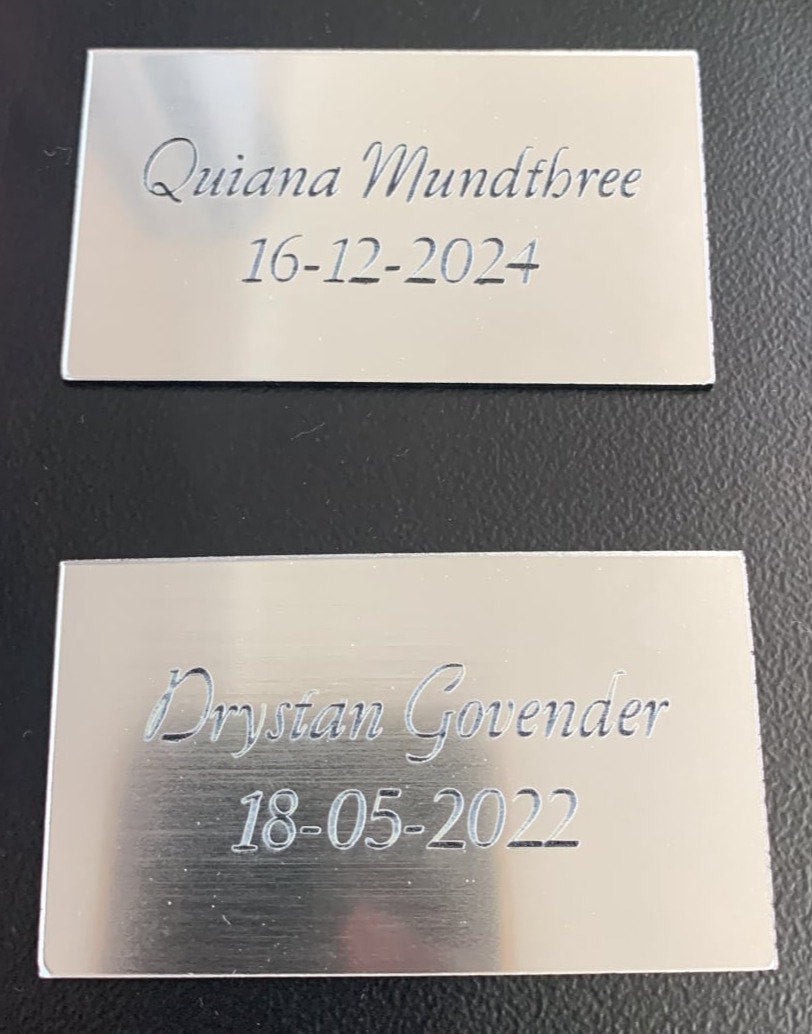 Quiana Mundthree
16-12-2024
Drystan Govender
18-05-2022